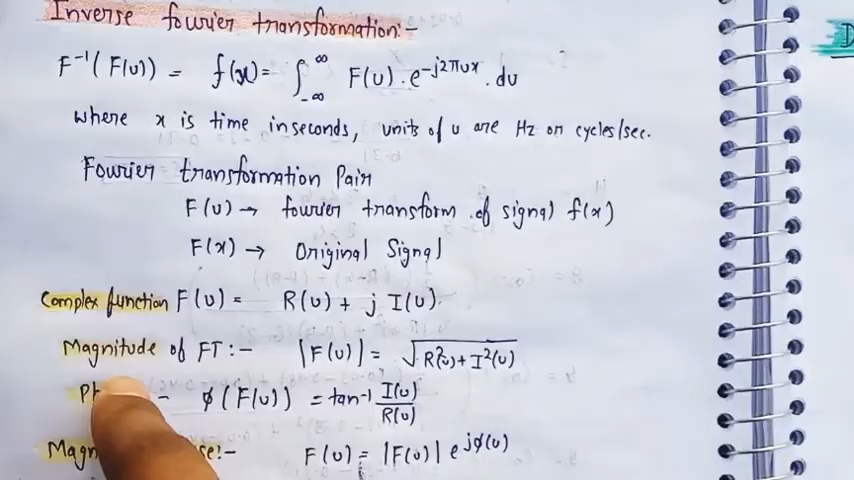 Inverse fourier transformation:-
F⁻¹(F(u)) = f(x) = ∫_{-∞}^{∞} F(u) . e^{-j2πux} . du
where x is time in seconds, units of u are Hz or cycles/sec.
Fourier transformation Pair
F(u) → fourier transform of signal f(x)
F(x) → Original Signal
Complex function F(u) = R(u) + j I(u).
Magnitude of FT:- |F(u)| = √R²(u) + I²(u)
- φ(F(u)) = tan⁻¹ I(u)/R(u)
:- F(u) = |F(u)| e^{jφ(u)}